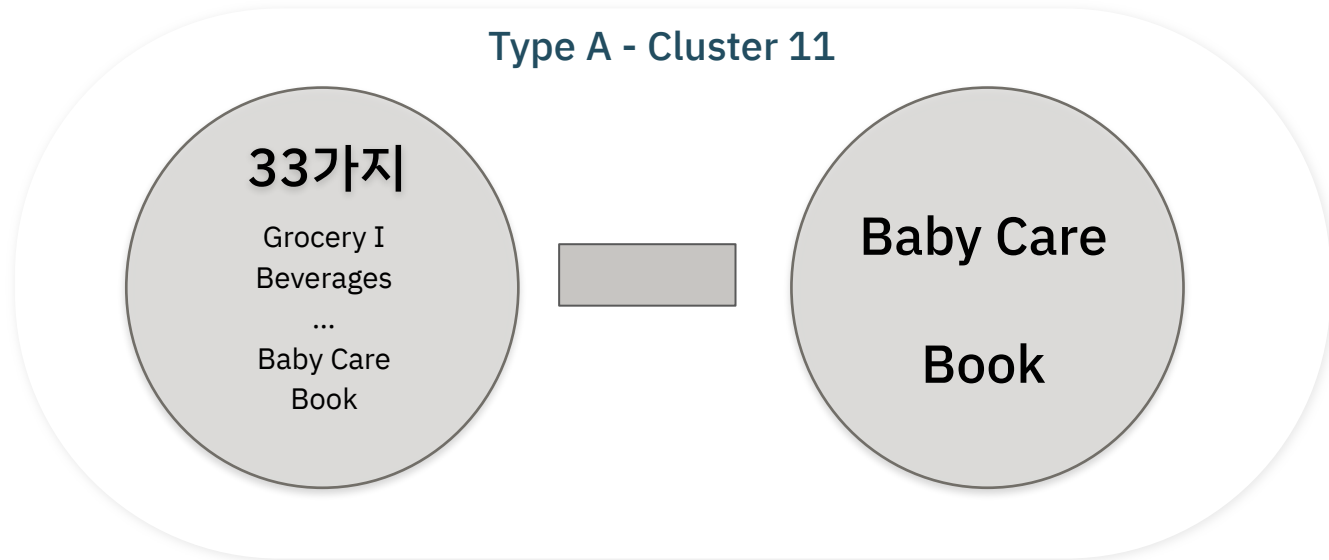 Type A - Cluster 11
33가지
Grocery I
Beverages
...
Baby Care
Book
Baby Care
Book